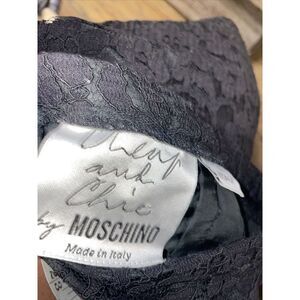 Cheap
and
Chic
by MOSCHINO
Made in Italy